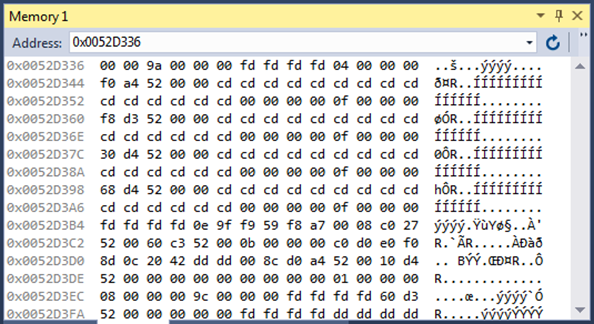 Memory 1
Address: 0x0052D336
0x0052D336 00 00 9a 00 00 00 fd fd fd fd 04 00 00 00 ..š...ýýýý....
0x0052D344 f0 a4 52 00 00 cd cd cd cd cd cd cd cd cd ð¤R..ÍÍÍÍÍÍÍÍÍ
0x0052D352 cd cd cd cd cd cd 00 00 00 00 0f 00 00 00 ÍÍÍÍÍÍ........
0x0052D360 f8 d3 52 00 00 cd cd cd cd cd cd cd cd cd øÓR..ÍÍÍÍÍÍÍÍÍ
0x0052D36E cd cd cd cd cd cd 00 00 00 00 0f 00 00 00 ÍÍÍÍÍÍ........
0x0052D37C 30 d4 52 00 00 cd cd cd cd cd cd cd cd cd 0ÔR..ÍÍÍÍÍÍÍÍÍ
0x0052D38A cd cd cd cd cd cd 00 00 00 00 0f 00 00 00 ÍÍÍÍÍÍ........
0x0052D398 68 d4 52 00 00 cd cd cd cd cd cd cd cd cd hÔR..ÍÍÍÍÍÍÍÍÍ
0x0052D3A6 cd cd cd cd cd cd 00 00 00 00 0f 00 00 00 ÍÍÍÍÍÍ........
0x0052D3B4 fd fd fd fd 0e 9f f9 59 f8 a7 00 08 c0 27 ýýýý.ŸùYø§..À'
0x0052D3C2 52 00 60 c3 52 00 0b 00 00 00 c0 d0 e0 f0 R.`ÃR.....ÀÐàð
0x0052D3D0 8d 0c 20 42 dd dd 00 8c d0 a4 52 00 10 d4 .. BÝÝ.ŒÐ¤R..Ô
0x0052D3DE 52 00 00 00 00 00 00 00 00 00 01 00 00 00 R.............
0x0052D3EC 08 00 00 00 9c 00 00 00 fd fd fd fd 60 d3 ....œ...ýýýý`Ó
0x0052D3FA 52 00 00 00 00 00 fd fd fd fd dd dd dd dd R.....ýýýýÝÝÝÝ